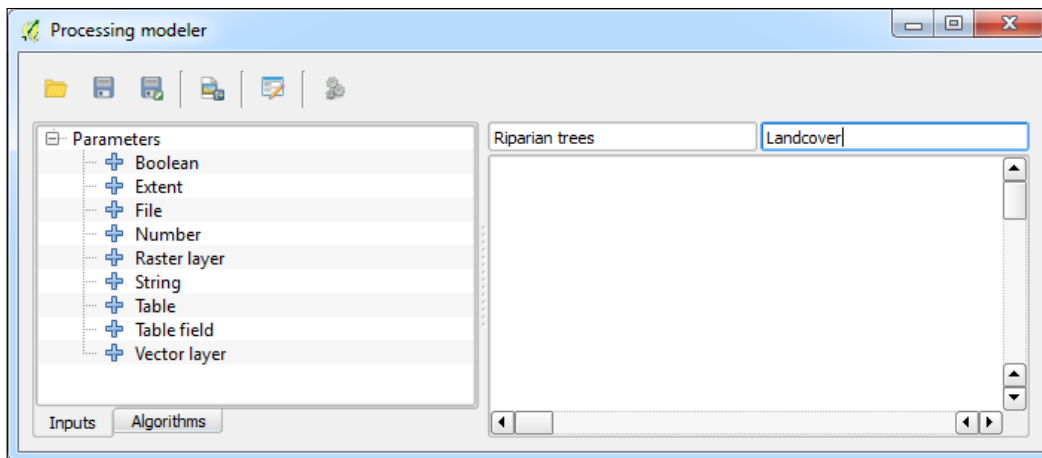 Processing modeler
Riparian trees Landcover
Parameters
Boolean
Extent
File
Number
Raster layer
String
Table
Table field
Vector layer
Inputs Algorithms